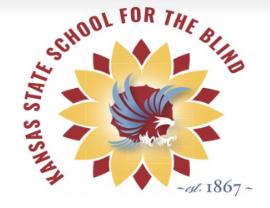 KANSAS STATE SCHOOL FOR THE BLIND
~est. 1867~